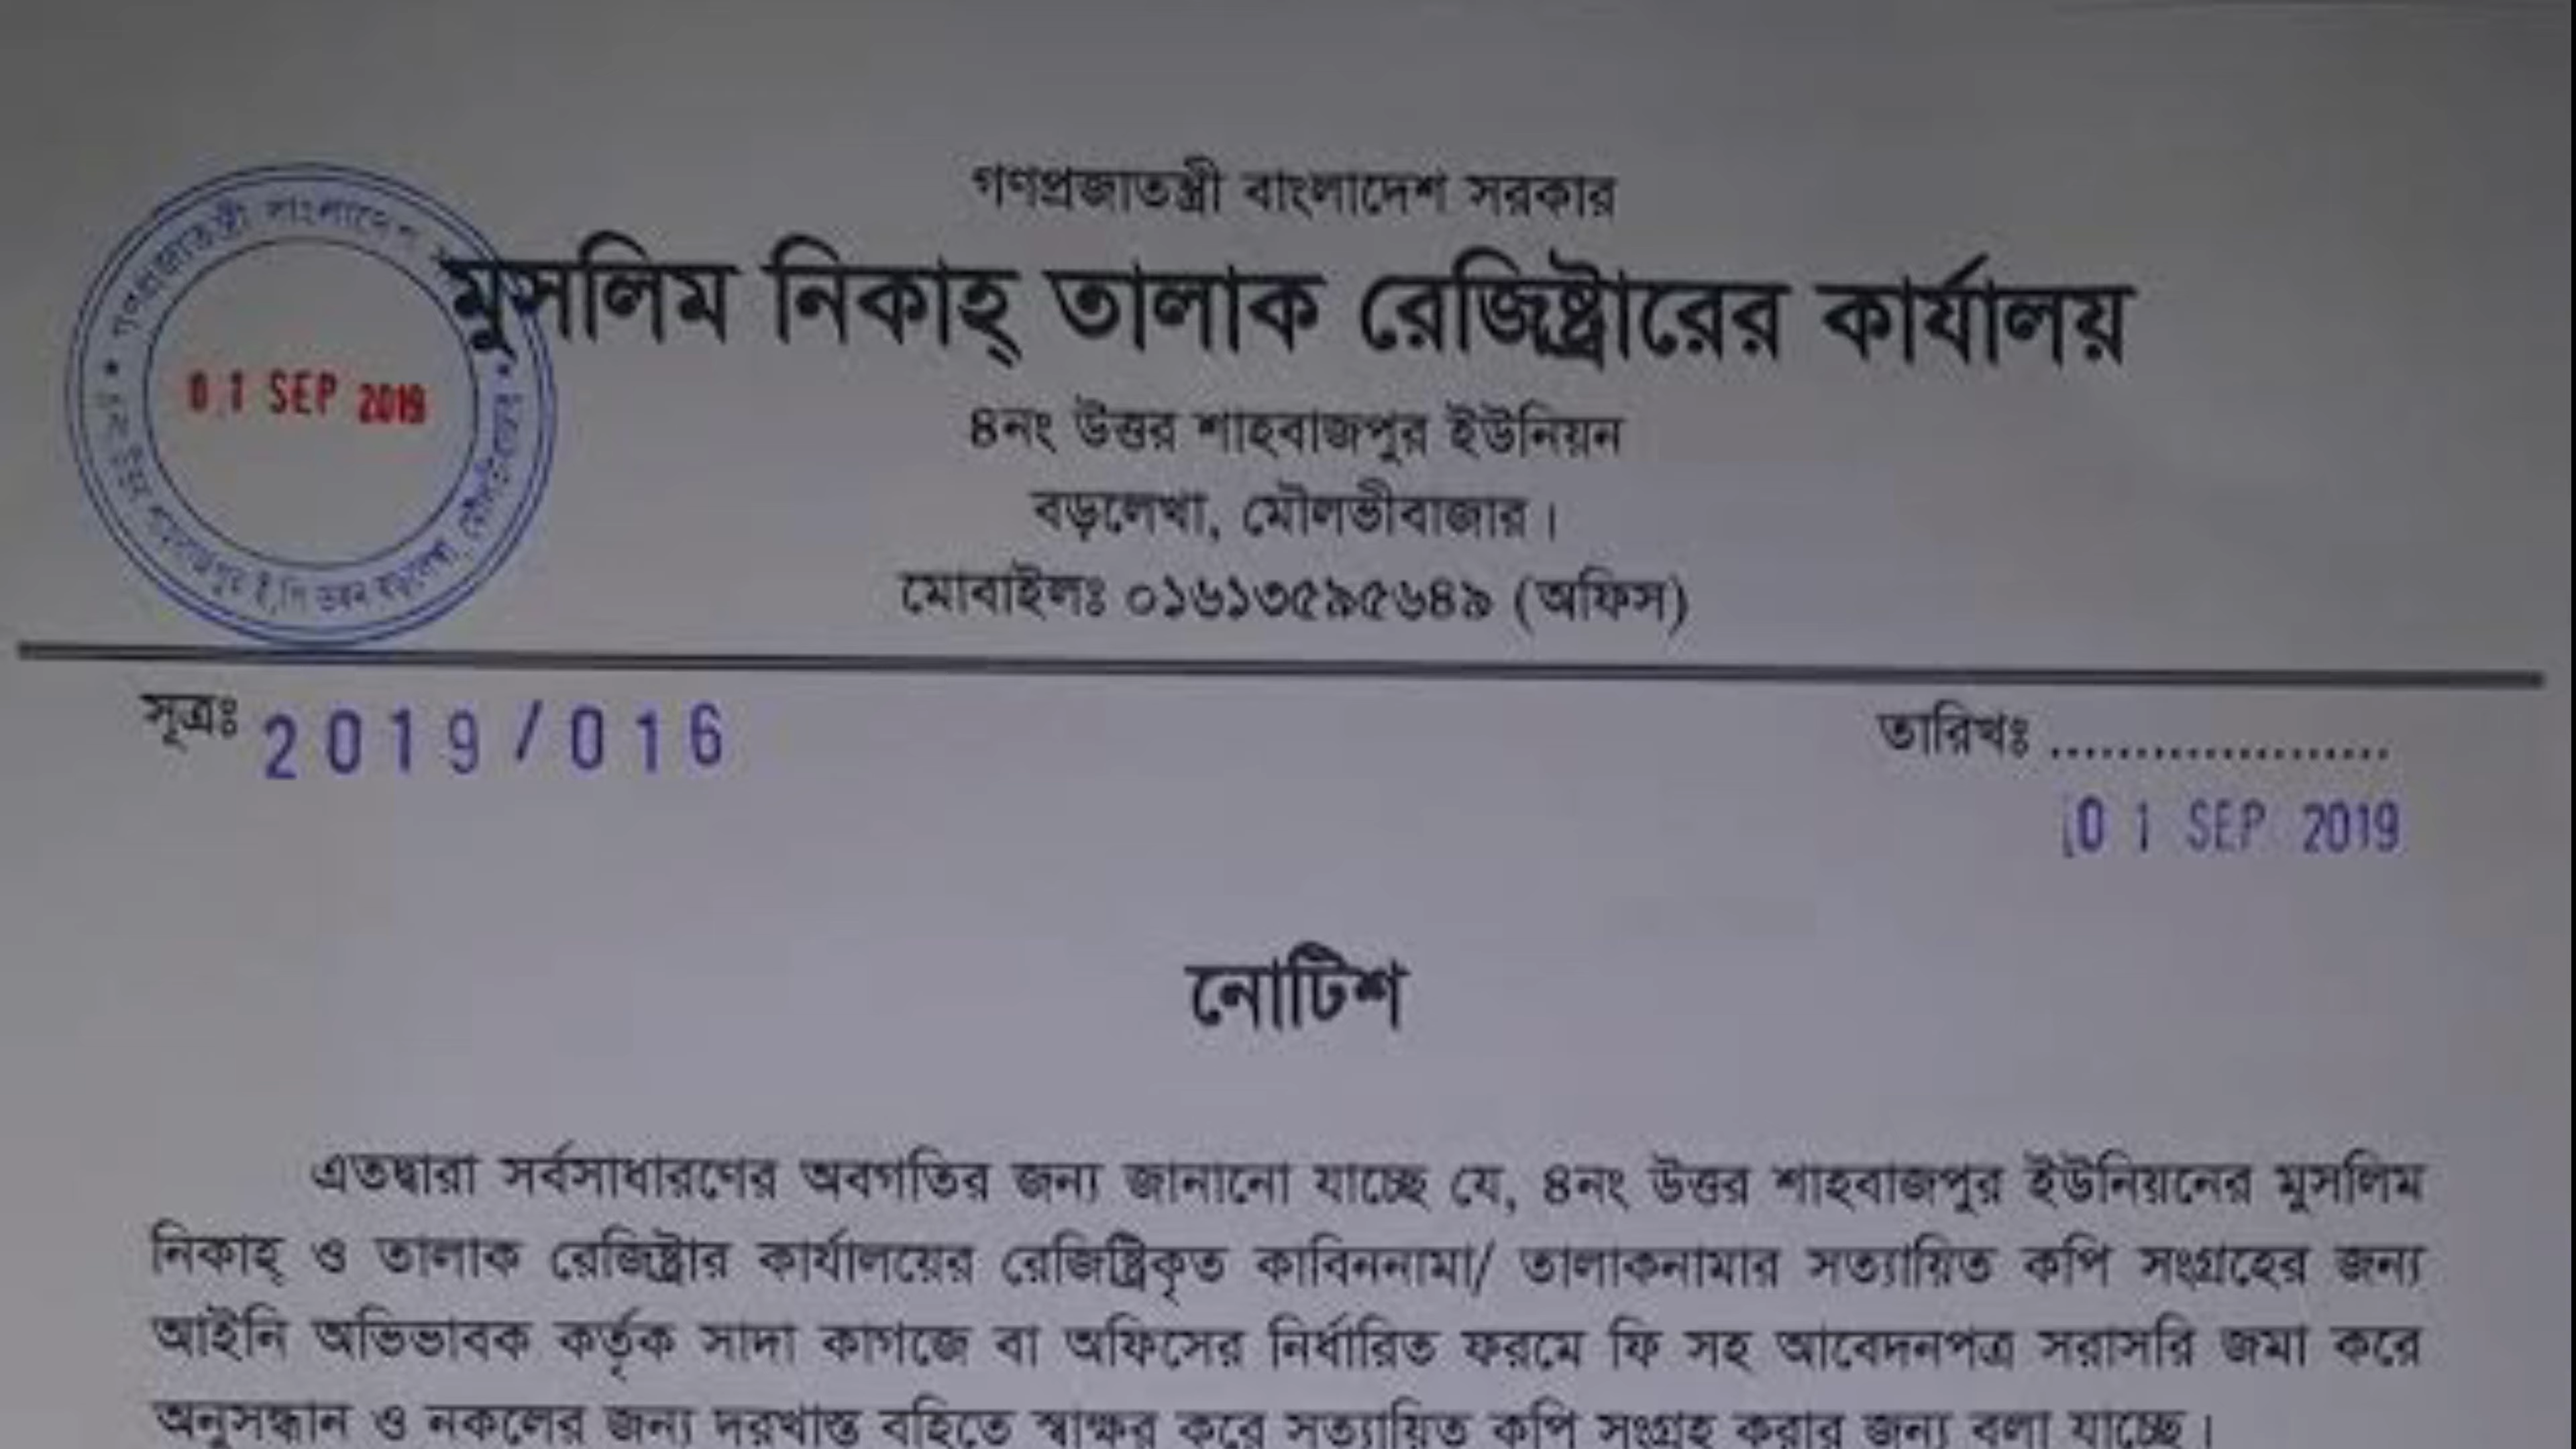 গণপ্রজাতন্ত্রী বাংলাদেশ
গণপ্রজাতন্ত্রী বাংলাদেশ সরকার
মুসলিম নিকাহ্ তালাক রেজিষ্ট্রারের কার্যালয়
01 SEP 2019
৪নং উত্তর শাহবাজপুর ইউনিয়ন
বড়লেখা, মৌলভীবাজার।
মোবাইলঃ ০১৬১৩৫৯৫৬৪৯ (অফিস)
সূত্রঃ 2019/016
তারিখঃ ....................
01 SEP 2019
নোটিশ
এতদ্বারা সর্বসাধারণের অবগতির জন্য জানানো যাচ্ছে যে, ৪নং উত্তর শাহবাজপুর ইউনিয়নের মুসলিম
নিকাহ্ ও তালাক রেজিষ্ট্রার কার্যালয়ের রেজিষ্ট্রিকৃত কাবিননামা/ তালাকনামার সত্যায়িত কপি সংগ্রহের জন্য
আইনি অভিভাবক কর্তৃক সাদা কাগজে বা অফিসের নির্ধারিত ফরমে ফি সহ আবেদনপত্র সরাসরি জমা করে
অনুসন্ধান ও নকলের জন্য দরখাস্ত বহিতে স্বাক্ষর করে সত্যায়িত কপি সংগ্রহ করার জন্য বলা যাচ্ছে।